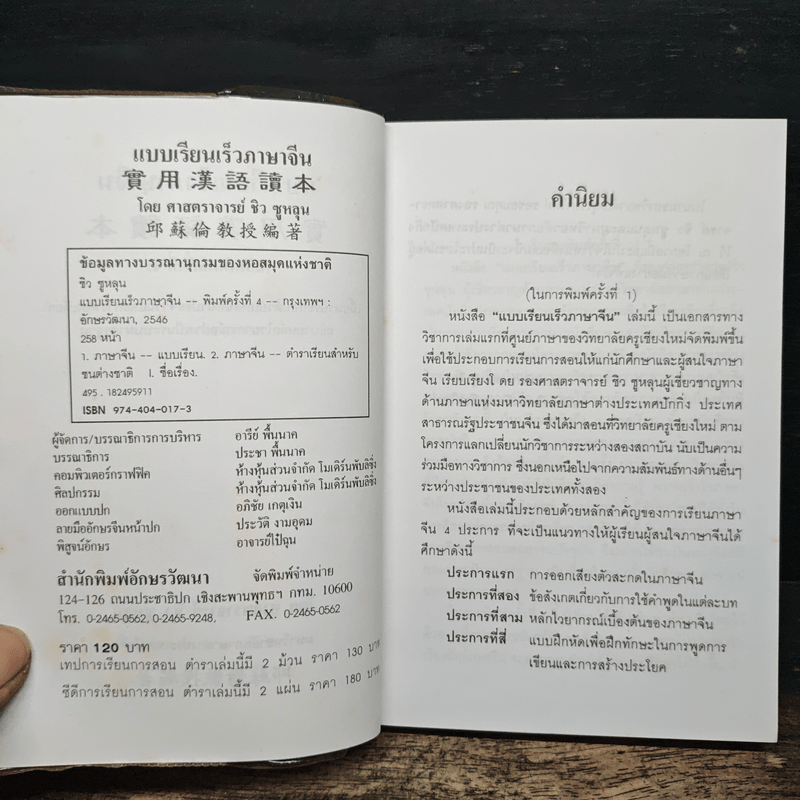 แบบเรียนเร็วภาษาจีน
實用漢語讀本
โดย ศาสตราจารย์ ชิว ซูหลุน
邱蘇倫教授編著
ข้อมูลทางบรรณานุกรมของหอสมุดแห่งชาติ
ชิว ซูหลุน
แบบเรียนเร็วภาษาจีน -- พิมพ์ครั้งที่ 4 -- กรุงเทพฯ :
อักษรวัฒนา, 2546
258 หน้า
1. ภาษาจีน -- แบบเรียน. 2. ภาษาจีน -- ตำราเรียนสำหรับ
ชนต่างชาติ I. ชื่อเรื่อง.
495 . 182495911
ISBN 974-404-017-3
ผู้จัดการ/บรรณาธิการการบริหาร อารีย์ พื้นนาค
บรรณาธิการ ประชา พื้นนาค
คอมพิวเตอร์กราฟฟิค ห้างหุ้นส่วนจำกัด โมเดิร์นพับลิชิ่ง
ศิลปกรรม ห้างหุ้นส่วนจำกัด โมเดิร์นพับลิชิ่ง
ออกแบบปก อภิชัย เกตุเงิน
ลายมืออักษรจีนหน้าปก ประวัติ งามอุดม
พิสูจน์อักษร อาจารย์ไป๋ฉุน
สำนักพิมพ์อักษรวัฒนา จัดพิมพ์จำหน่าย
124-126 ถนนประชาธิปก เชิงสะพานพุทธฯ กทม. 10600
โทร. 0-2465-0562, 0-2465-9248, FAX. 0-2465-0562
ราคา 120 บาท
เทปการเรียนการสอน ตำราเล่มนี้มี 2 ม้วน ราคา 130 บาท
ซีดีการเรียนการสอน ตำราเล่มนี้มี 2 แผ่น ราคา 180 บาท
คำนิยม
(ในการพิมพ์ครั้งที่ 1)
หนังสือ "แบบเรียนเร็วภาษาจีน" เล่มนี้ เป็นเอกสารทาง
วิชาการเล่มแรกที่ศูนย์ภาษาของวิทยาลัยครูเชียงใหม่จัดพิมพ์ขึ้น
เพื่อใช้ประกอบการเรียนการสอนให้แก่นักศึกษาและผู้สนใจภาษา
จีน เรียบเรียงโ ดย รองศาสตราจารย์ ชิว ซูหลุนผู้เชี่ยวชาญทาง
ด้านภาษาแห่งมหาวิทยาลัยภาษาต่างประเทศปักกิ่ง ประเทศ
สาธารณรัฐประชาชนจีน ซึ่งได้มาสอนที่วิทยาลัยครูเชียงใหม่ ตาม
โครงการแลกเปลี่ยนนักวิชาการระหว่างสองสถาบัน นับเป็นความ
ร่วมมือทางวิชาการ ซึ่งนอกเหนือไปจากความสัมพันธ์ทางด้านอื่นๆ
ระหว่างประชาชนของประเทศทั้งสอง
หนังสือเล่มนี้ประกอบด้วยหลักสำคัญของการเรียนภาษา
จีน 4 ประการ ที่จะเป็นแนวทางให้ผู้เรียนผู้สนใจภาษาจีนได้
ศึกษาดังนี้
ประการแรก การออกเสียงตัวสะกดในภาษาจีน
ประการที่สอง ข้อสังเกตเกี่ยวกับการใช้คำพูดในแต่ละบท
ประการที่สาม หลักไวยากรณ์เบื้องต้นของภาษาจีน
ประการที่สี่ แบบฝึกหัดเพื่อฝึกทักษะในการพูดการ
เขียนและการสร้างประโยค